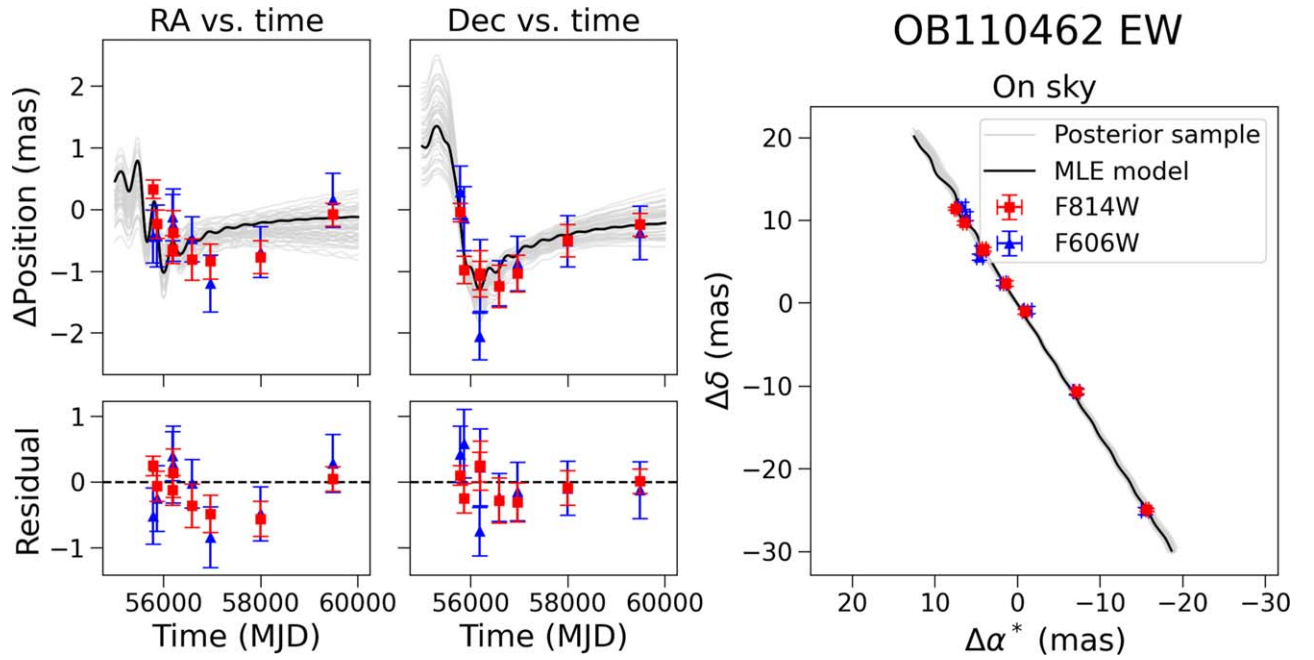 RA vs. time
Dec vs. time
OB110462 EW
ΔPosition (mas)
2
1
0
−1
−2
Residual
1
0
−1
56000 58000 60000
Time (MJD)
56000 58000 60000
Time (MJD)
On sky
Posterior sample
MLE model
F814W
F606W
Δδ (mas)
20
10
0
−10
−20
−30
20 10 0 −10 −20 −30
Δα* (mas)